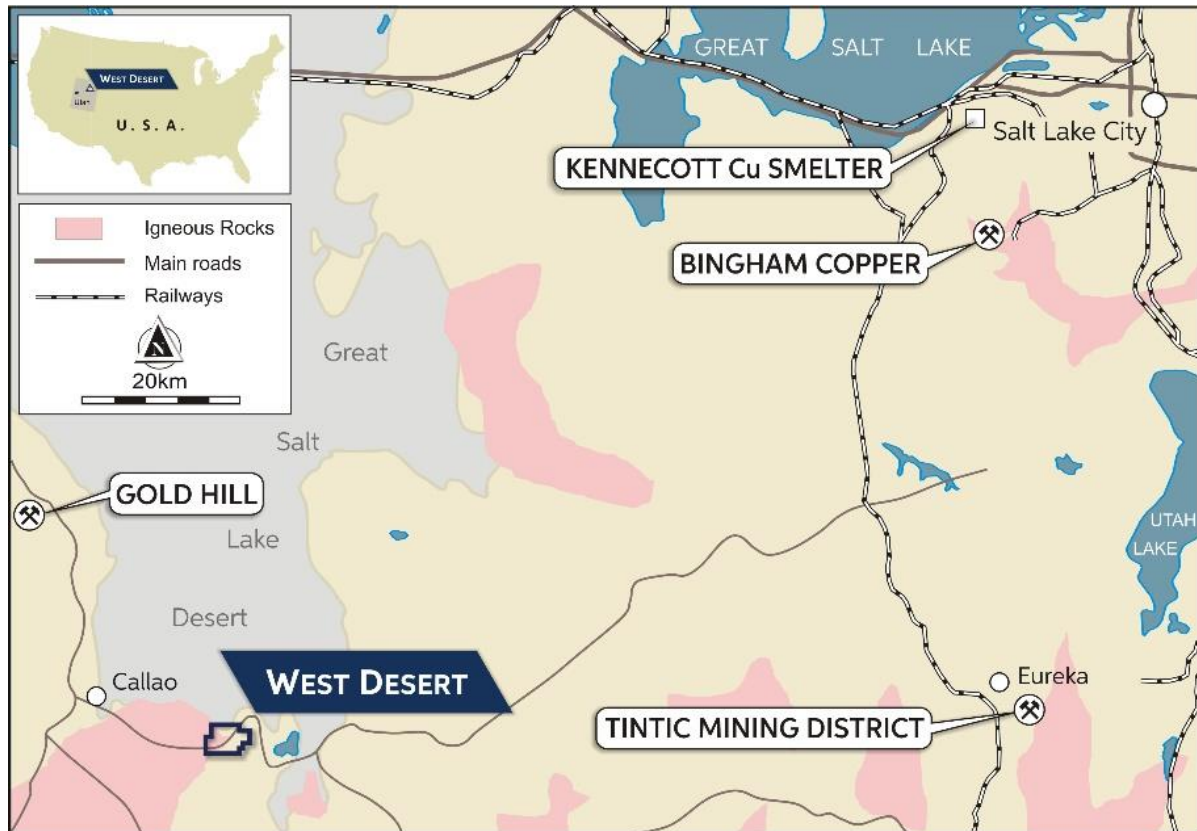 WEST DESERT
Utah
U. S. A.
Igneous Rocks
Main roads
Railways
N
20km
GREAT SALT LAKE
Salt Lake City
KENNECOTT Cu SMELTER
BINGHAM COPPER
Great
Salt
Lake
Desert
GOLD HILL
UTAH
LAKE
Callao
WEST DESERT
Eureka
TINTIC MINING DISTRICT